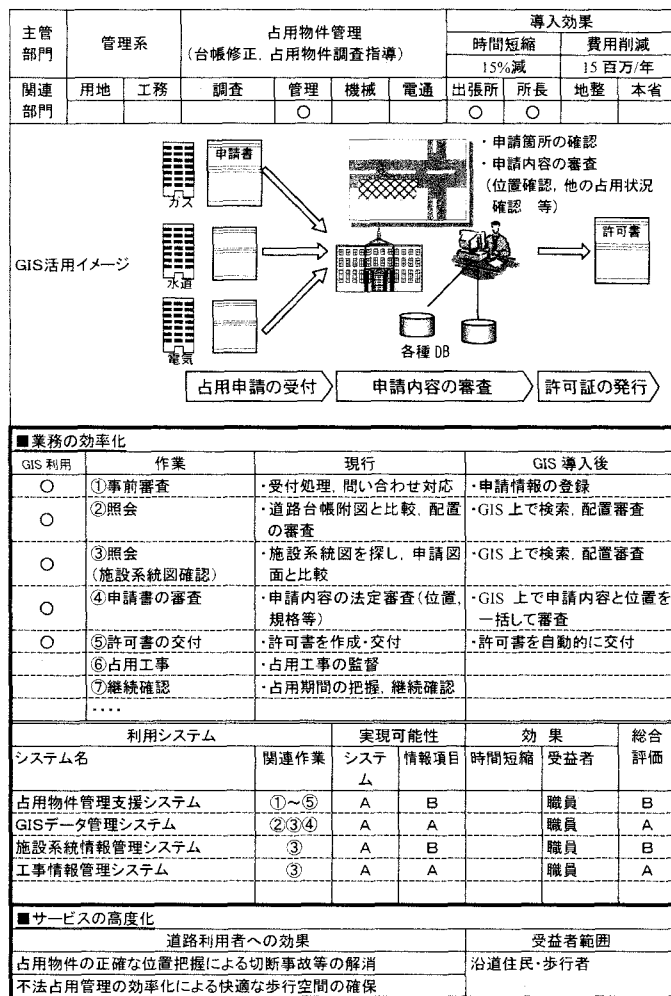 主管部門 管理系 占用物件管理 導入効果
(台帳修正, 占用物件調査指導) 時間短縮 費用削減
15%減 15 百万/年
関連部門 用地 工務 調査 管理 機械 電通 出張所 所長 地整 本省
○ ○ ○
GIS活用イメージ
申請書
ガス
水道
電気
・申請箇所の確認
・申請内容の審査
(位置確認, 他の占用状況
確認 等)
許可書
各種 DB
占用申請の受付 申請内容の審査 許可証の発行
■業務の効率化
GIS 利用 作業 現行 GIS 導入後
○ ①事前審査 ・受付処理, 問い合わせ対応 ・申請情報の登録
○ ②照会 ・道路台帳附図と比較, 配置 ・GIS 上で検索, 配置審査
の審査
○ ③照会 ・施設系統図を探し, 申請図 ・GIS 上で検索, 配置審査
(施設系統図確認) 面と比較
○ ④申請書の審査 ・申請内容の法定審査(位置, ・GIS 上で申請内容と位置を
規格等) 一括して審査
○ ⑤許可書の交付 ・許可書を作成・交付 ・許可書を自動的に交付
⑥占用工事 ・占用工事の監督
⑦継続確認 ・占用期間の把握, 継続確認
・・・・
利用システム 実現可能性 効 果 総合
システム名 関連作業 システム 情報項目 時間短縮 受益者 評価
占用物件管理支援システム ①~⑤ A B 職員 B
GISデータ管理システム ②③④ A A 職員 A
施設系統情報管理システム ③ A B 職員 B
工事情報管理システム ③ A A 職員 A
■サービスの高度化
道路利用者への効果 受益者範囲
占用物件の正確な位置把握による切断事故等の解消 沿道住民・歩行者
不法占用管理の効率化による快適な歩行空間の確保